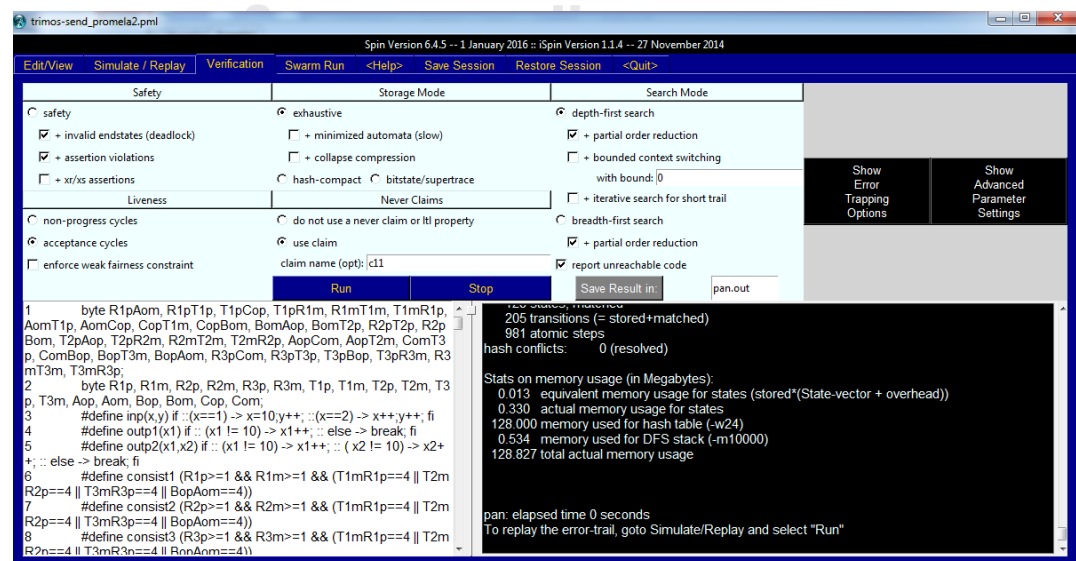 trimos-send_promela2.pml
Spin Version 6.4.5 -- 1 January 2016 :: iSpin Version 1.1.4 -- 27 November 2014
Edit/View Simulate / Replay Verification Swarm Run <Help> Save Session Restore Session <Quit>
Safety Storage Mode Search Mode
safety exhaustive depth-first search
+ invalid endstates (deadlock) + minimized automata (slow) + partial order reduction
+ assertion violations + collapse compression + bounded context switching
+ xr/xs assertions hash-compact bitstate/supertrace with bound: 0
Liveness Never Claims + iterative search for short trail
non-progress cycles do not use a never claim or ltl property breadth-first search
acceptance cycles use claim + partial order reduction
enforce weak fairness constraint claim name (opt): c11 report unreachable code
Run Stop Save Result in: pan.out
Show Error Trapping Options
Show Advanced Parameter Settings
1 byte R1pAom, R1pT1p, T1pCop, T1pR1m, R1mT1m, T1mR1p,
AomT1p, AomCop, CopT1m, CopBom, BomAop, BomT2p, R2pT2p, R2p
Bom, T2pAop, T2pR2m, R2mT2m, T2mR2p, AopCom, AopT2m, ComT3
p, ComBop, BopT3m, BopAom, R3pCom, R3pT3p, T3pBop, T3pR3m, R3
mT3m, T3mR3p;
2 byte R1p, R1m, R2p, R2m, R3p, R3m, T1p, T1m, T2p, T2m, T3
p, T3m, Aop, Aom, Bop, Bom, Cop, Com;
3 #define inp(x,y) if ::(x==1) -> x=10;y++; ::(x==2) -> x++;y++; fi
4 #define outp1(x1) if :: (x1 != 10) -> x1++; :: else -> break; fi
5 #define outp2(x1,x2) if :: (x1 != 10) -> x1++; :: ( x2 != 10) -> x2+
+; :: else -> break; fi
6 #define consist1 (R1p>=1 && R1m>=1 && (T1mR1p==4 || T2m
R2p==4 || T3mR3p==4 || BopAom==4))
7 #define consist2 (R2p>=1 && R2m>=1 && (T1mR1p==4 || T2m
R2p==4 || T3mR3p==4 || BopAom==4))
8 #define consist3 (R3p>=1 && R3m>=1 && (T1mR1p==4 || T2m
R2p==4 || T3mR3p==4 || BopAom==4))
states, matched
205 transitions (= stored+matched)
981 atomic steps
hash conflicts: 0 (resolved)
Stats on memory usage (in Megabytes):
0.013 equivalent memory usage for states (stored*(State-vector + overhead))
0.330 actual memory usage for states
128.000 memory used for hash table (-w24)
0.534 memory used for DFS stack (-m10000)
128.827 total actual memory usage
pan: elapsed time 0 seconds
To replay the error-trail, goto Simulate/Replay and select "Run"